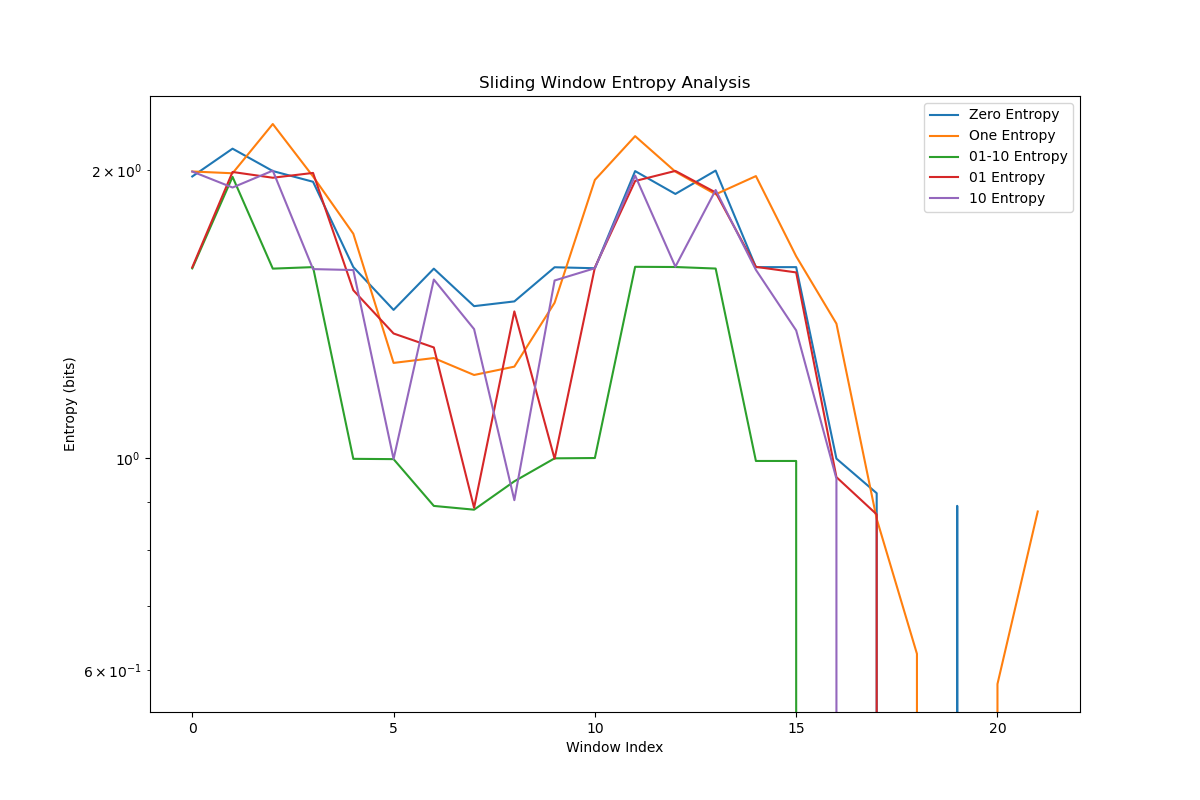 Sliding Window Entropy Analysis
Zero Entropy
One Entropy
01-10 Entropy
01 Entropy
10 Entropy
Entropy (bits)
2 × 10⁰
10⁰
6 × 10⁻¹
0 5 10 15 20
Window Index